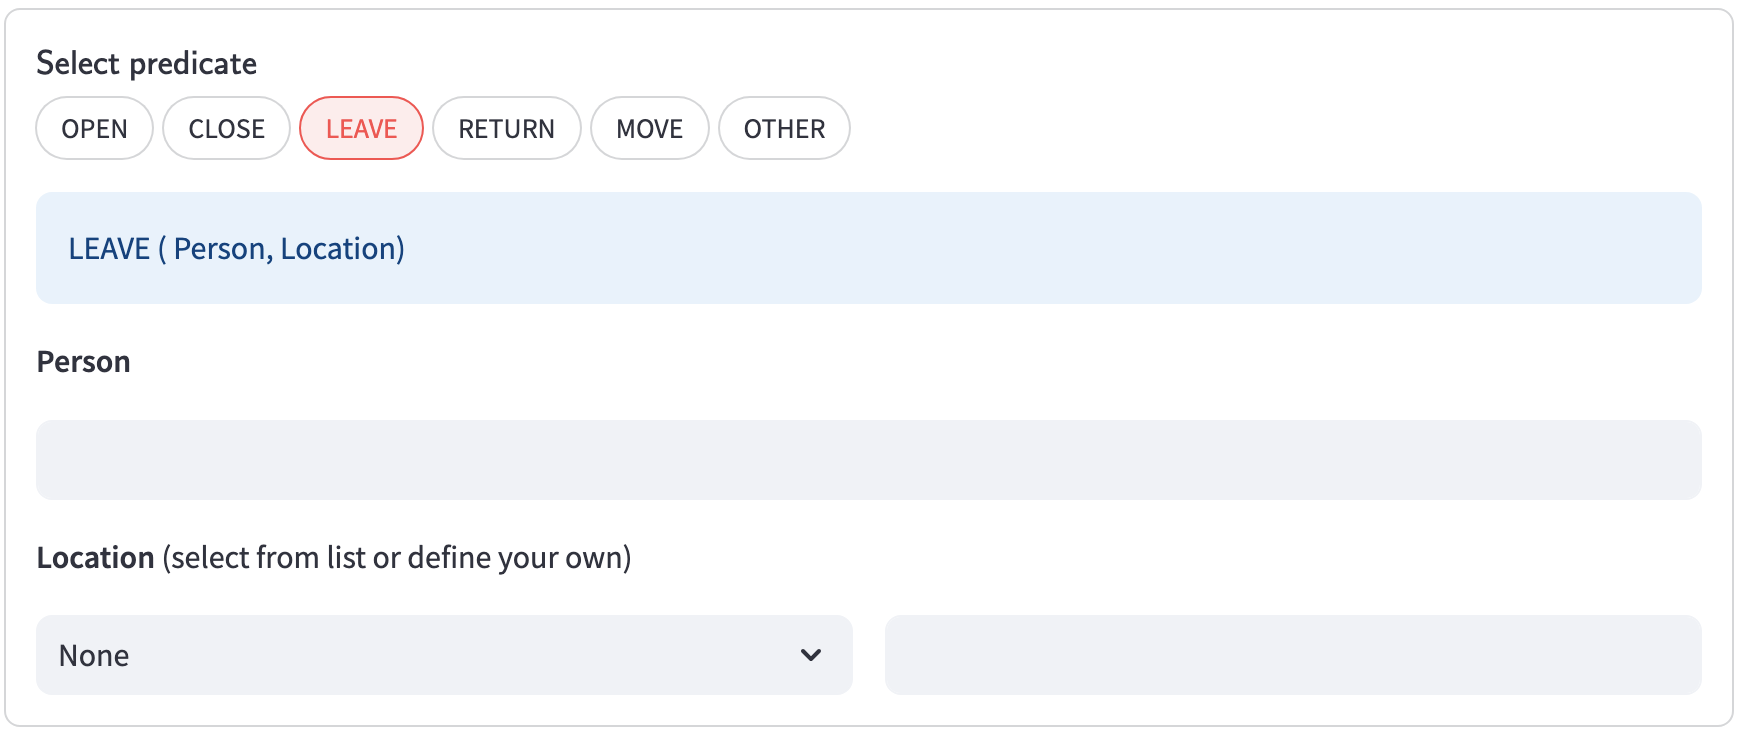 Select predicate
OPEN CLOSE LEAVE RETURN MOVE OTHER
LEAVE ( Person, Location)
Person
Location (select from list or define your own)
None